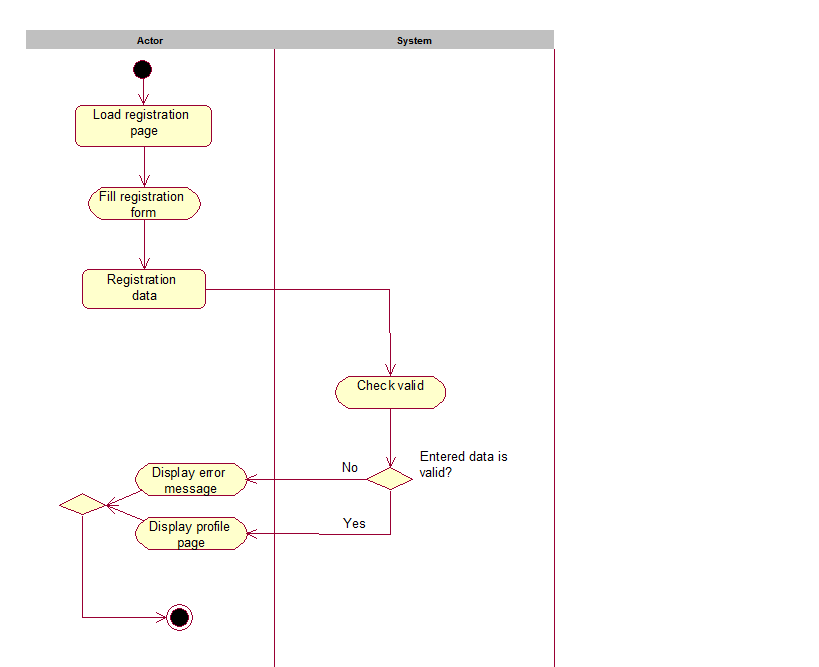 Actor
System
Load registration
page
Fill registration
form
Registration
data
Check valid
Entered data is
valid?
No
Display error
message
Yes
Display profile
page